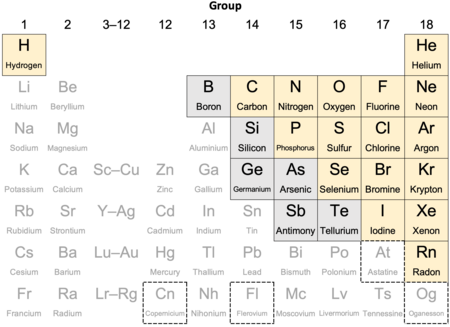 Group
1 2 3–12 12 13 14 15 16 17 18
H He
Hydrogen Helium
Li Be B C N O F Ne
Lithium Beryllium Boron Carbon Nitrogen Oxygen Fluorine Neon
Na Mg Al Si P S Cl Ar
Sodium Magnesium Aluminium Silicon Phosphorus Sulfur Chlorine Argon
K Ca Sc–Cu Zn Ga Ge As Se Br Kr
Potassium Calcium Zinc Gallium Germanium Arsenic Selenium Bromine Krypton
Rb Sr Y–Ag Cd In Sn Sb Te I Xe
Rubidium Strontium Cadmium Indium Tin Antimony Tellurium Iodine Xenon
Cs Ba Lu–Au Hg Tl Pb Bi Po At Rn
Cesium Barium Mercury Thallium Lead Bismuth Polonium Astatine Radon
Fr Ra Lr–Rg Cn Nh Fl Mc Lv Ts Og
Francium Radium Copernicium Nihonium Flerovium Moscovium Livermorium Tennessine Oganesson